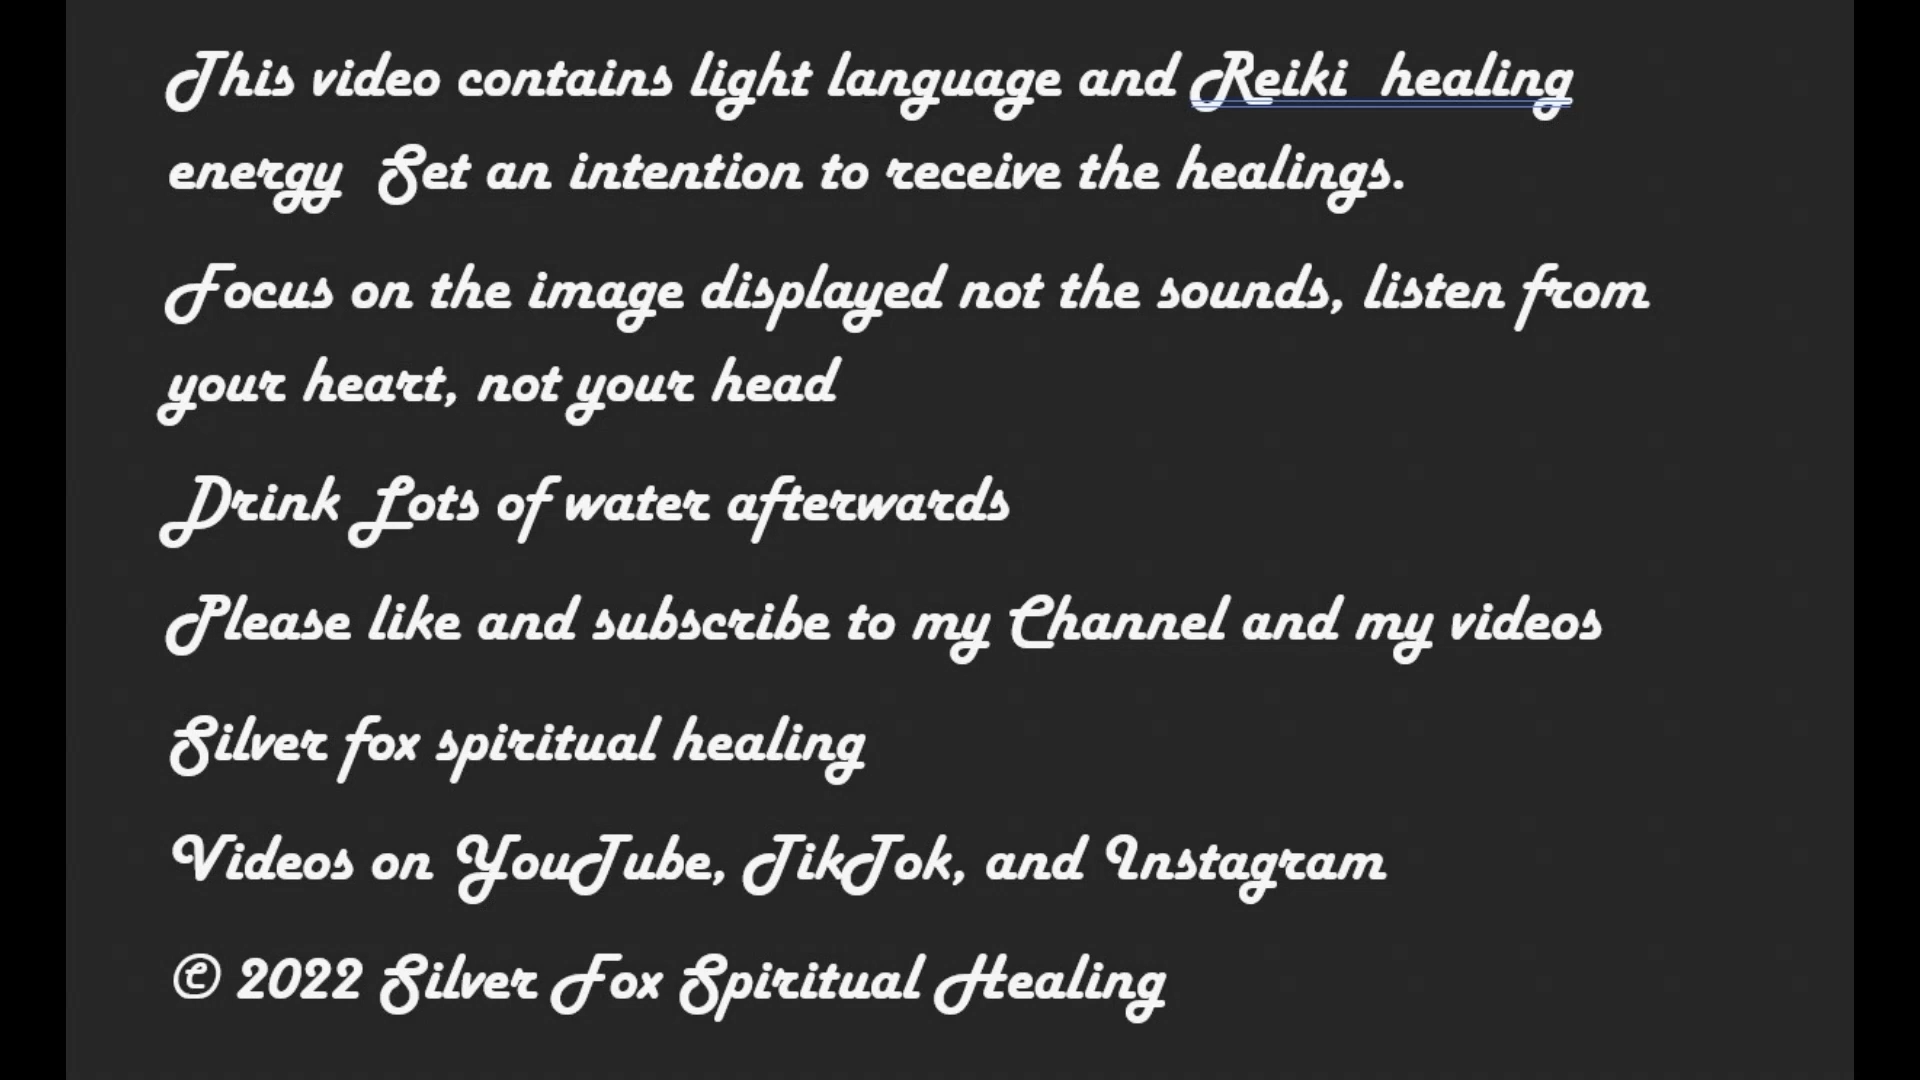 This video contains light language and Reiki  healing
energy  Set an intention to receive the healings.
Focus on the image displayed not the sounds, listen from
your heart, not your head
Drink Lots of water afterwards
Please like and subscribe to my Channel and my videos
Silver fox spiritual healing
Videos on YouTube, TikTok, and Instagram
© 2022 Silver Fox Spiritual Healing